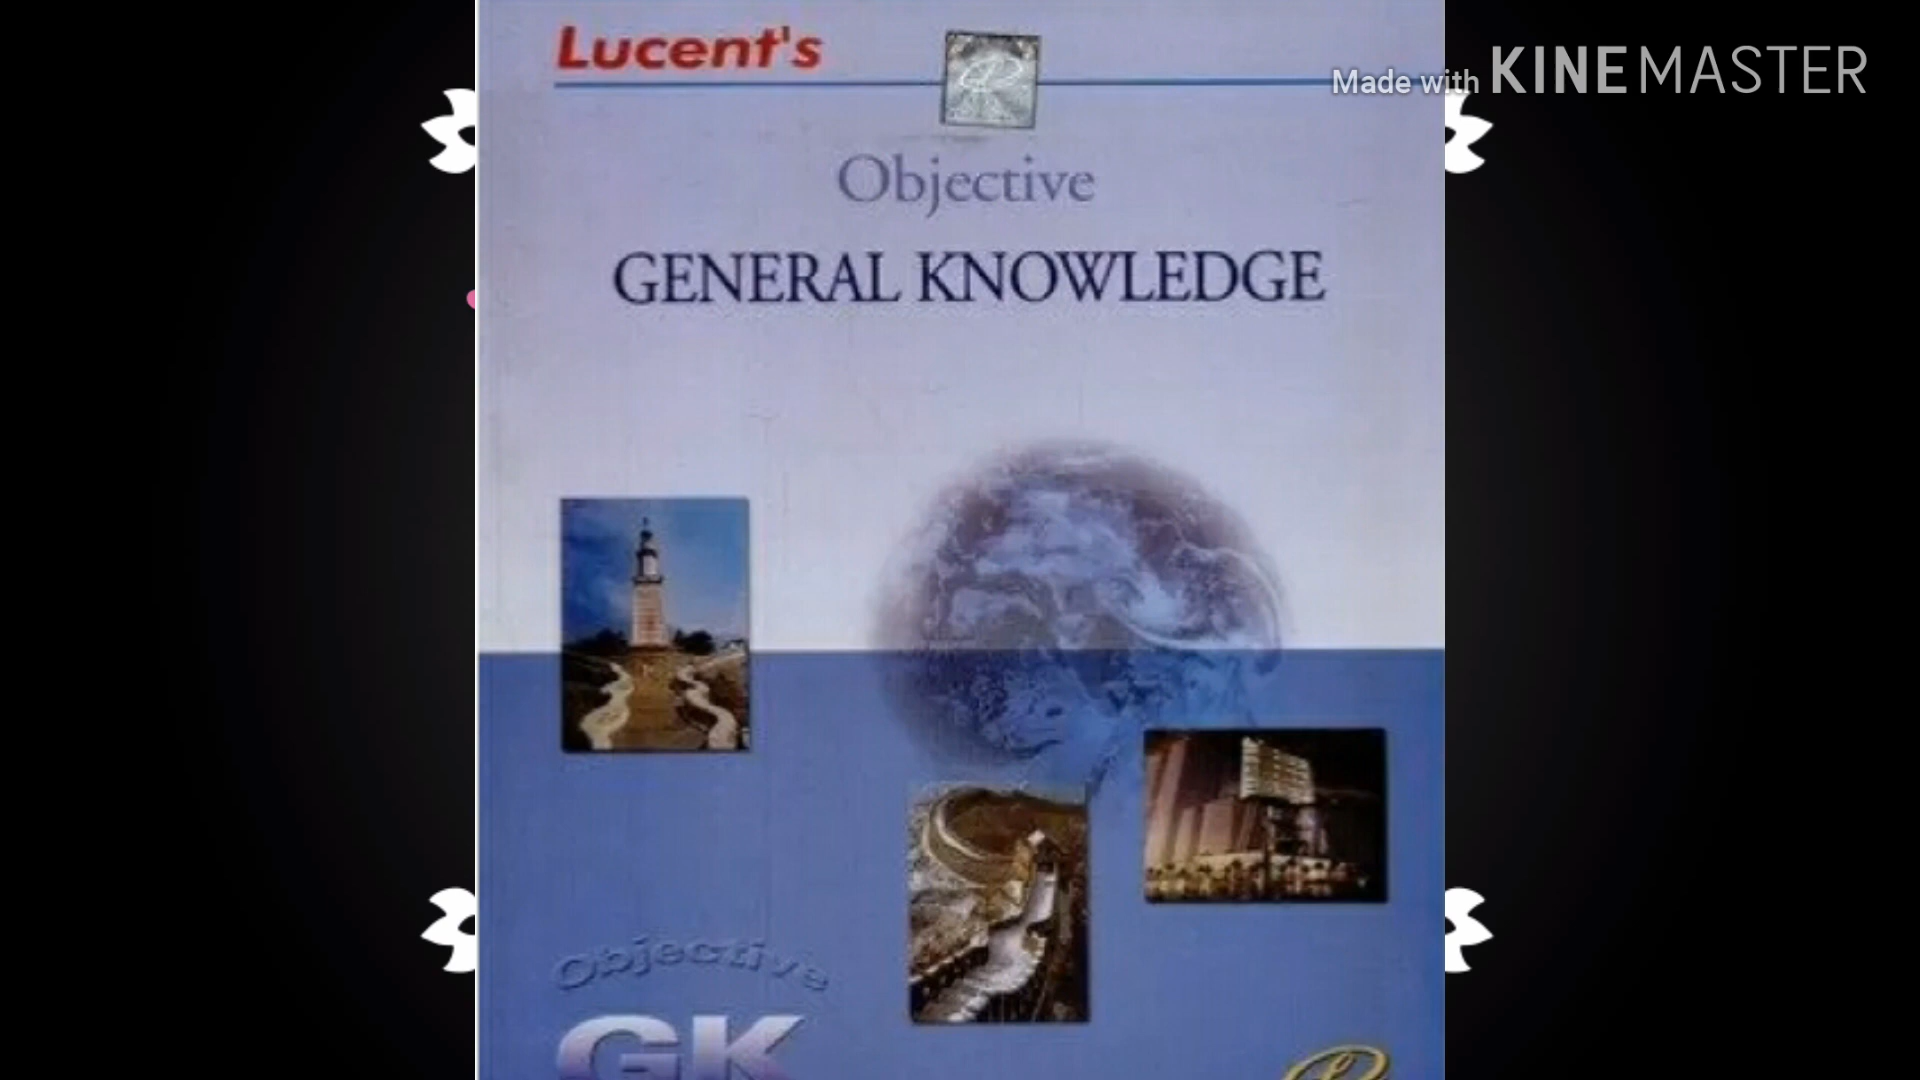 Lucent's
Made with KINEMASTER
Objective
GENERAL KNOWLEDGE
Objective
GK